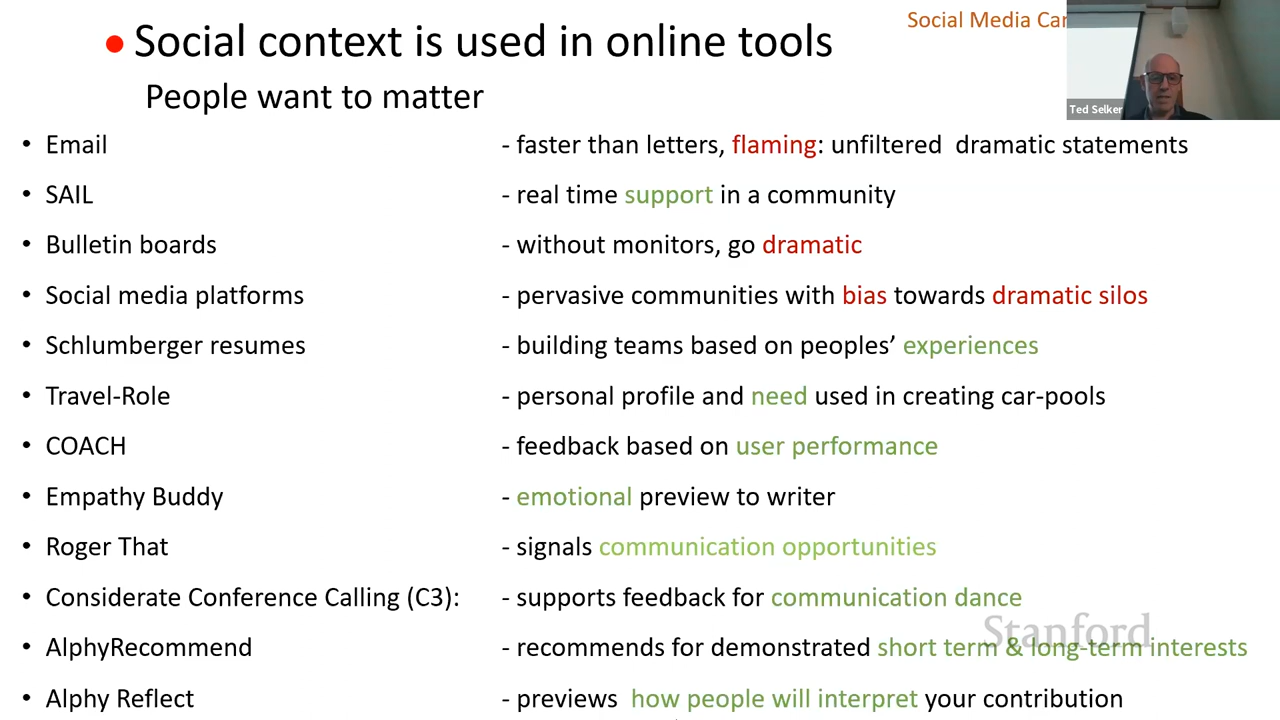 Social Media Car
• Social context is used in online tools
Ted Selker
People want to matter
• Email - faster than letters, flaming: unfiltered dramatic statements
• SAIL - real time support in a community
• Bulletin boards - without monitors, go dramatic
• Social media platforms - pervasive communities with bias towards dramatic silos
• Schlumberger resumes - building teams based on peoples’ experiences
• Travel-Role - personal profile and need used in creating car-pools
• COACH - feedback based on user performance
• Empathy Buddy - emotional preview to writer
• Roger That - signals communication opportunities
• Considerate Conference Calling (C3): - supports feedback for communication dance
Stanford
• AlphyRecommend - recommends for demonstrated short term & long-term interests
• Alphy Reflect - previews how people will interpret your contribution